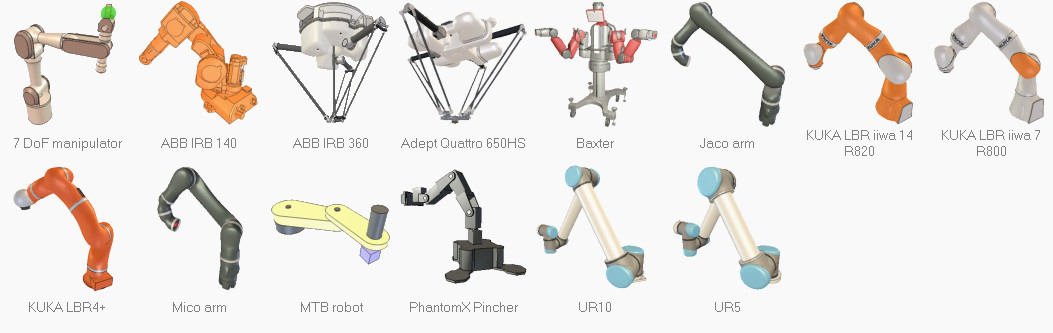 7 DoF manipulator
ABB IRB 140
ABB IRB 360
Adept Quattro 650HS
Baxter
Jaco arm
KUKA LBR iiwa 14
R820
KUKA LBR iiwa 7
R800
KUKA LBR4+
Mico arm
MTB robot
PhantomX Pincher
UR10
UR5